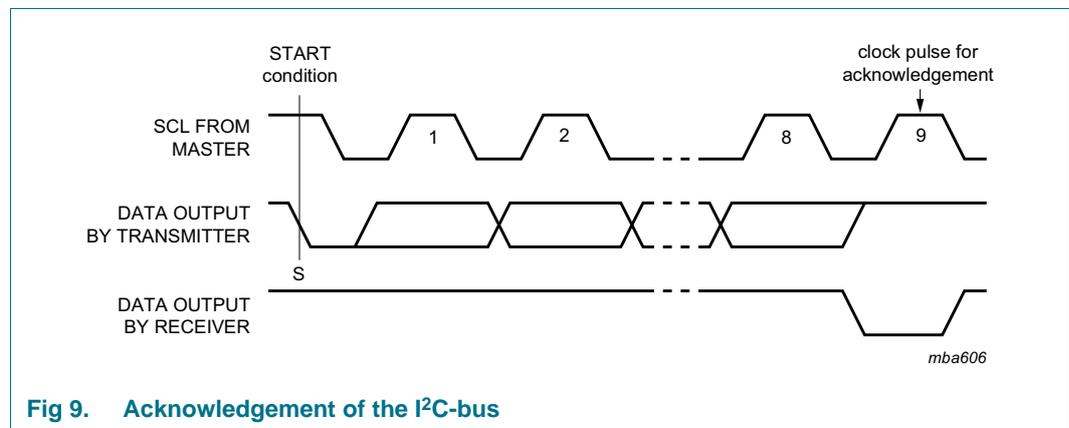 START
condition
clock pulse for
acknowledgement
SCL FROM
MASTER
1
2
8
9
DATA OUTPUT
BY TRANSMITTER
S
DATA OUTPUT
BY RECEIVER
mba606
Fig 9. Acknowledgement of the I²C-bus